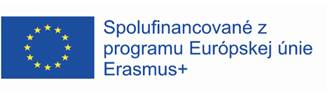 Spolufinancované z
programu Európskej únie
Erasmus+